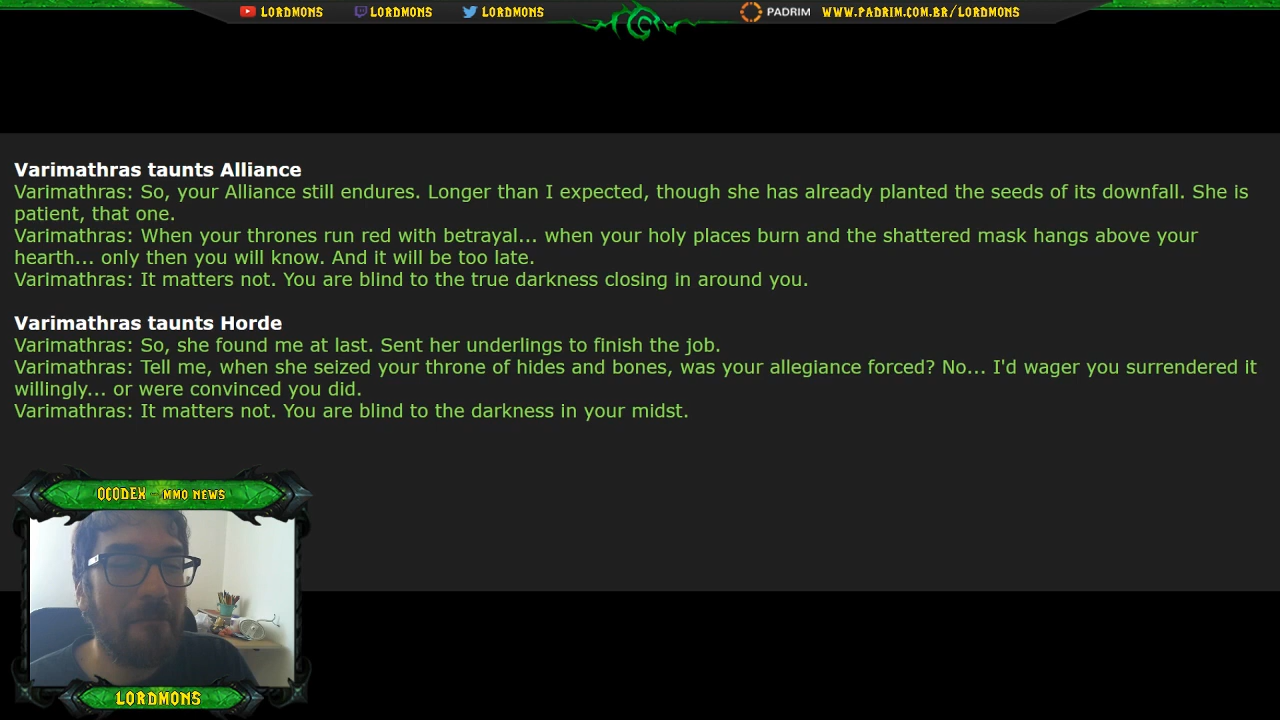 LORDMONS LORDMONS LORDMONS PADRIM WWW.PADRIM.COM.BR/LORDMONS
Varimathras taunts Alliance
Varimathras: So, your Alliance still endures. Longer than I expected, though she has already planted the seeds of its downfall. She is
patient, that one.
Varimathras: When your thrones run red with betrayal... when your holy places burn and the shattered mask hangs above your
hearth... only then you will know. And it will be too late.
Varimathras: It matters not. You are blind to the true darkness closing in around you.
Varimathras taunts Horde
Varimathras: So, she found me at last. Sent her underlings to finish the job.
Varimathras: Tell me, when she seized your throne of hides and bones, was your allegiance forced? No... I'd wager you surrendered it
willingly... or were convinced you did.
Varimathras: It matters not. You are blind to the darkness in your midst.
OCODEX - MMO NEWS
LORDMONS